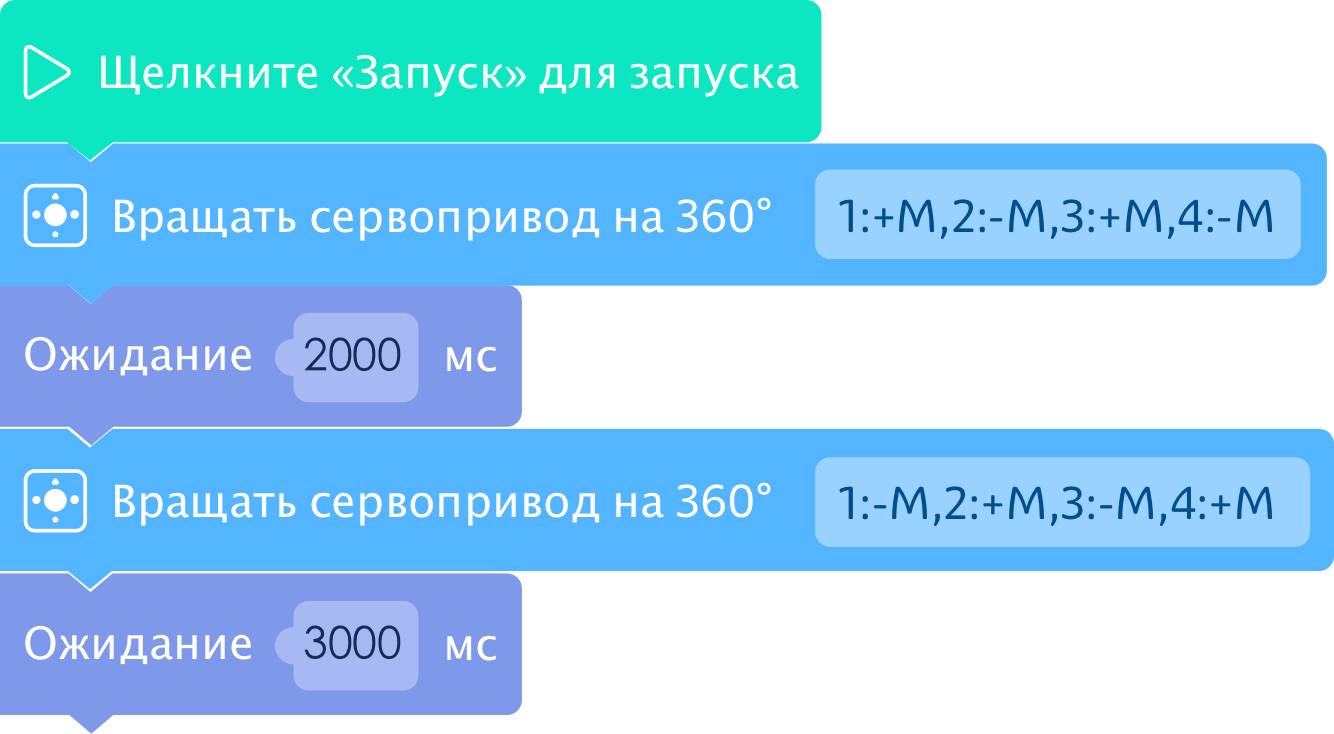 Щелкните «Запуск» для запуска
Вращать сервопривод на 360° 1:+M,2:-M,3:+M,4:-M
Ожидание 2000 мс
Вращать сервопривод на 360° 1:-M,2:+M,3:-M,4:+M
Ожидание 3000 мс